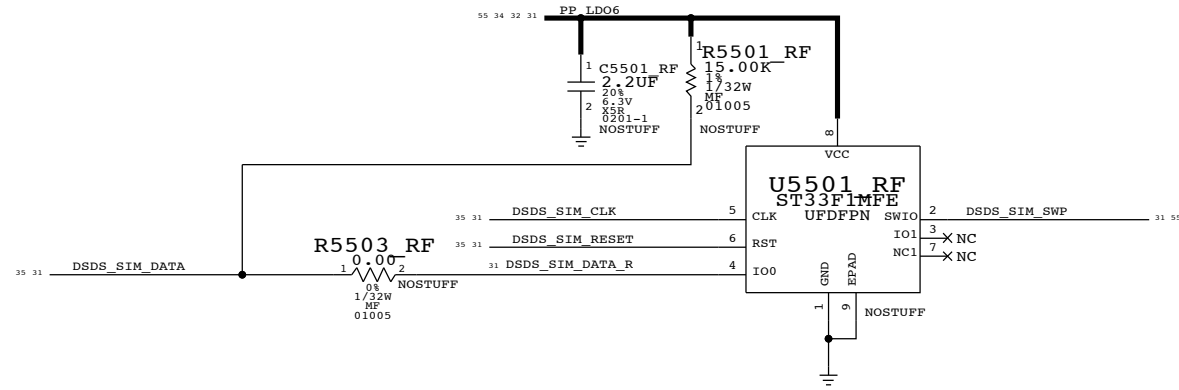 55 34 32 31 PP_LDO6
1
C5501_RF
2.2UF
20%
6.3V
X5R
0201-1
2
NOSTUFF
1
R5501_RF
15.00K
1%
1/32W
MF
01005
2
NOSTUFF
8
VCC
U5501_RF
ST33F1MFE
UFDFPN
35 31 DSDS_SIM_CLK 5 CLK
SWIO 2 DSDS_SIM_SWP 31 55
35 31 DSDS_SIM_RESET 6 RST
IO1 3 NC
NC1 7 NC
R5503_RF
0.00
35 31 DSDS_SIM_DATA 1 2
31 DSDS_SIM_DATA_R 4 IO0
0%
1/32W
MF
01005
NOSTUFF
GND
EPAD
1
9
NOSTUFF